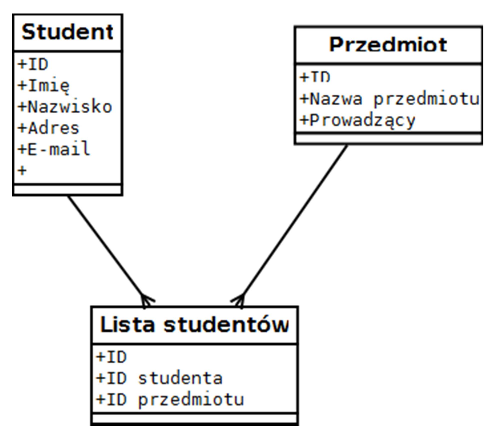 Student
+ID
+Imię
+Nazwisko
+Adres
+E-mail
+
Przedmiot
+ID
+Nazwa przedmiotu
+Prowadzący
Lista studentów
+ID
+ID studenta
+ID przedmiotu